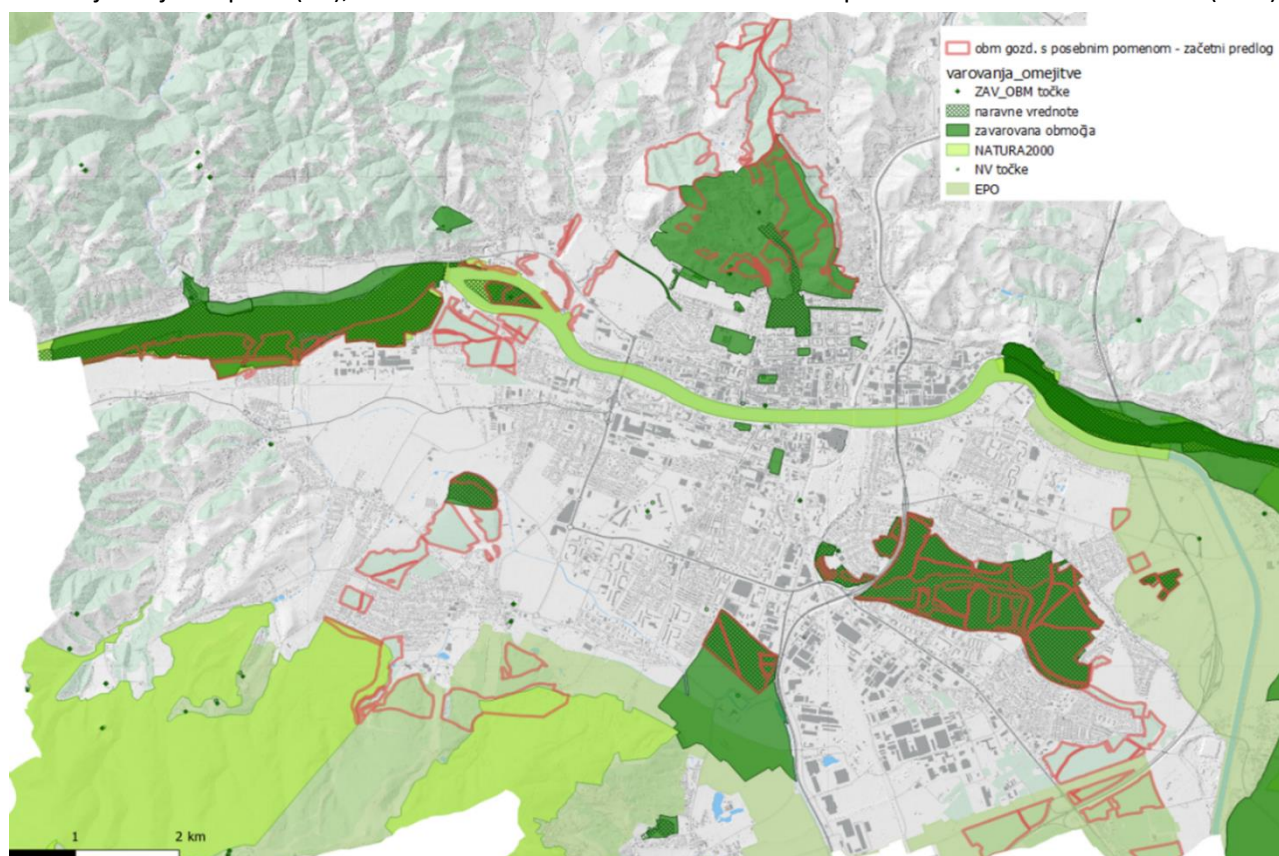 obm gozd. s posebnim pomenom - začetni predlog
varovanja_omejitve
ZAV_OBM točke
naravne vrednote
zavarovana območja
NATURA2000
NV točke
EPO
1 2 km